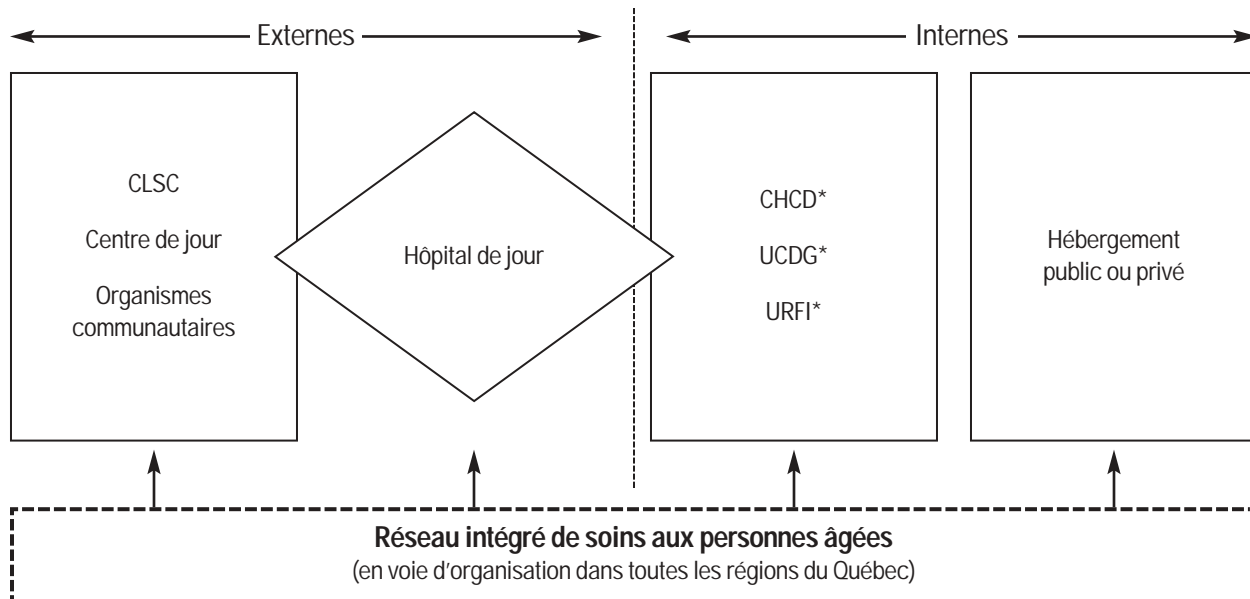 Externes
Internes
CLSC
Centre de jour
Organismes
communautaires
Hôpital de jour
CHCD*
UCDG*
URFI*
Hébergement
public ou privé
Réseau intégré de soins aux personnes âgées
(en voie d'organisation dans toutes les régions du Québec)